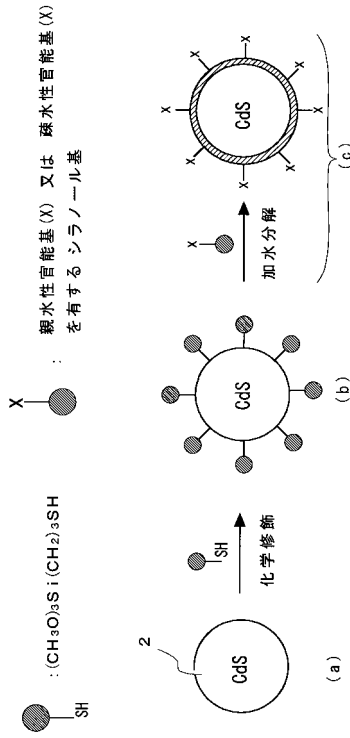 SH
:(CH3O)3Si(CH2)3SH
X
:
親水性官能基(X) 又は 疎水性官能基(X)
を有する シラノール基
2
CdS
(a)
SH
化学修飾
CdS
(b)
X
加水分解
X
X
X
X
X
X
X
X
CdS
(c)